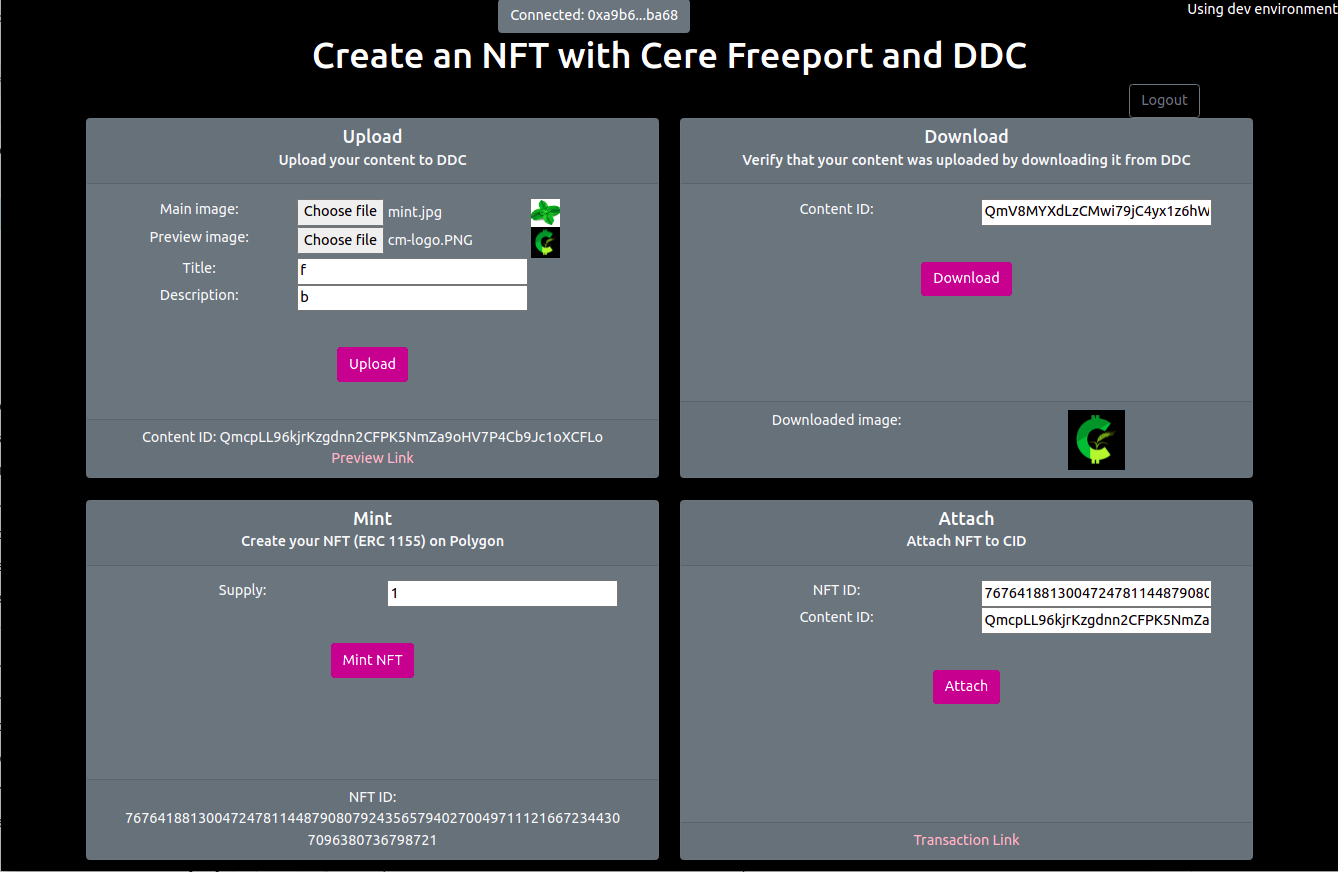 Connected: 0xa9b6...ba68
Using dev environment
Create an NFT with Cere Freeport and DDC
Logout
Upload
Upload your content to DDC
Main image:
Choose file mint.jpg
Preview image:
Choose file cm-logo.PNG
Title:
f
Description:
b
Upload
Content ID: QmcpLL96kjrKzgdnn2CFPK5NmZa9oHV7P4Cb9Jc1oXCFLo
Preview Link
Download
Verify that your content was uploaded by downloading it from DDC
Content ID:
QmV8MYXdLzCMwi79jC4yx1z6hW
Download
Downloaded image:
Mint
Create your NFT (ERC 1155) on Polygon
Supply:
1
Mint NFT
NFT ID:
7676418813004724781144879080792435657940270049711121667234430
7096380736798721
Attach
Attach NFT to CID
NFT ID:
7676418813004724781144879080
Content ID:
QmcpLL96kjrKzgdnn2CFPK5NmZa
Attach
Transaction Link